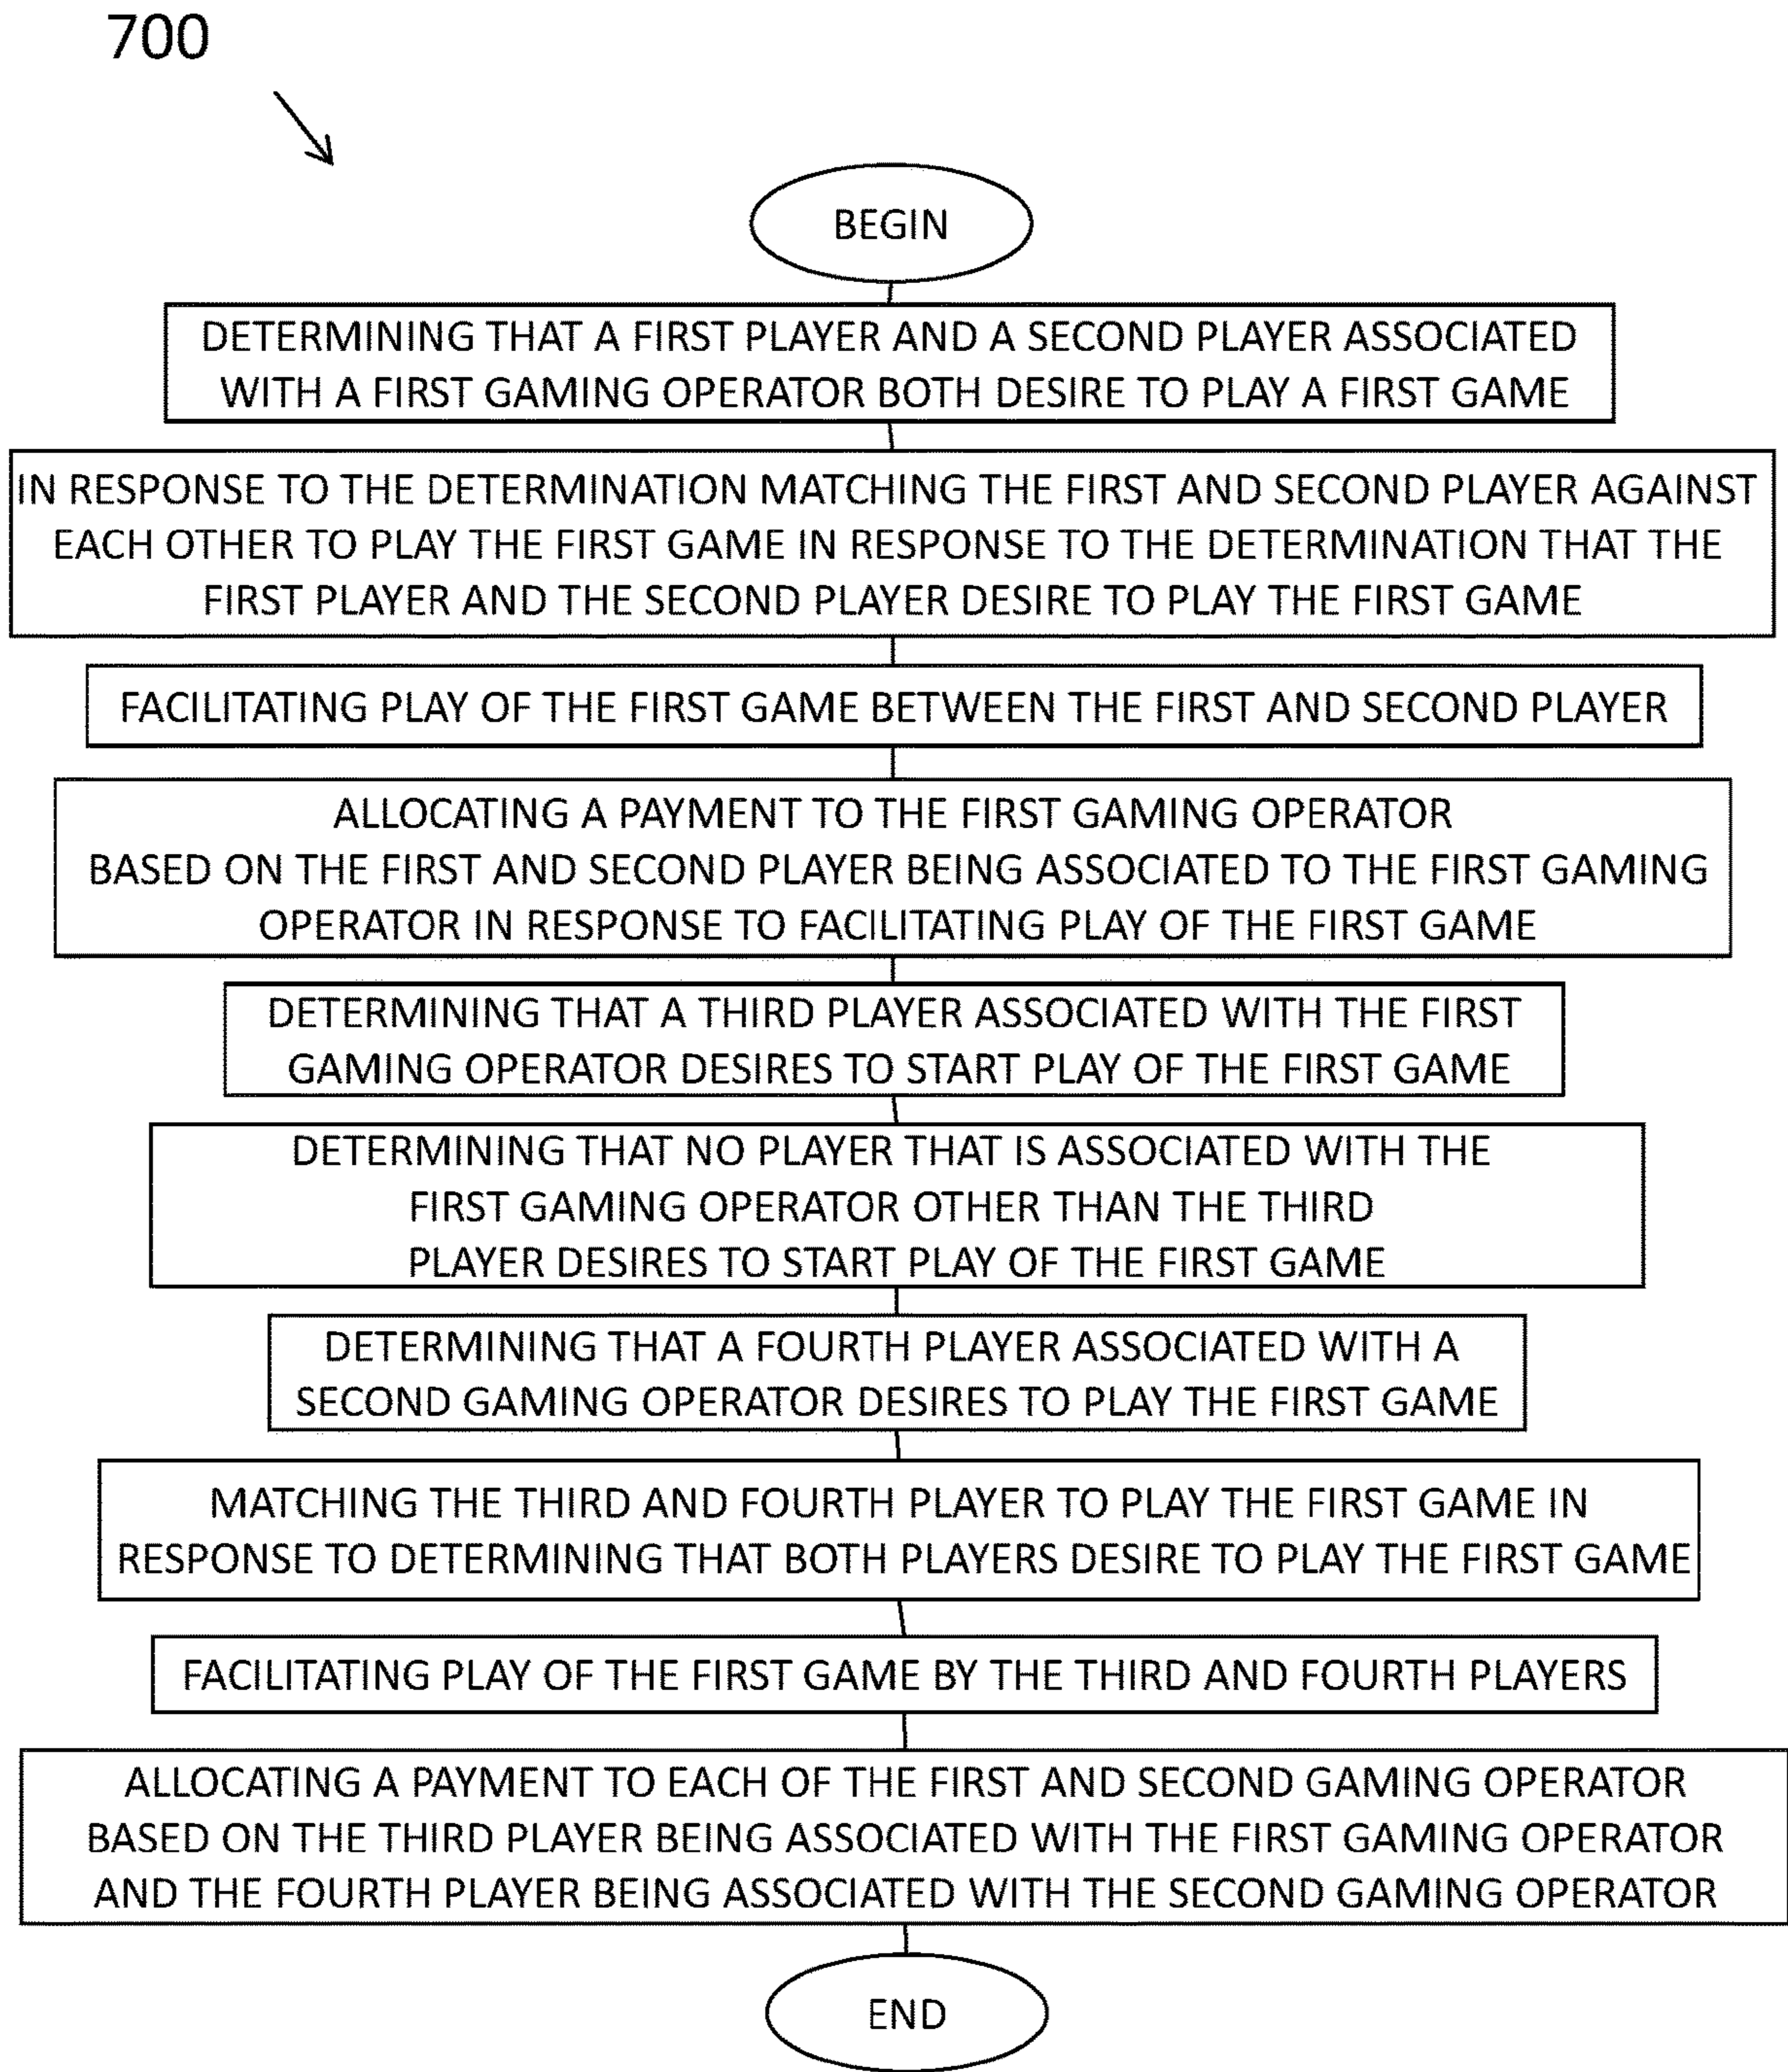 700
BEGIN
DETERMINING THAT A FIRST PLAYER AND A SECOND PLAYER ASSOCIATED
WITH A FIRST GAMING OPERATOR BOTH DESIRE TO PLAY A FIRST GAME
IN RESPONSE TO THE DETERMINATION MATCHING THE FIRST AND SECOND PLAYER AGAINST
EACH OTHER TO PLAY THE FIRST GAME IN RESPONSE TO THE DETERMINATION THAT THE
FIRST PLAYER AND THE SECOND PLAYER DESIRE TO PLAY THE FIRST GAME
FACILITATING PLAY OF THE FIRST GAME BETWEEN THE FIRST AND SECOND PLAYER
ALLOCATING A PAYMENT TO THE FIRST GAMING OPERATOR
BASED ON THE FIRST AND SECOND PLAYER BEING ASSOCIATED TO THE FIRST GAMING
OPERATOR IN RESPONSE TO FACILITATING PLAY OF THE FIRST GAME
DETERMINING THAT A THIRD PLAYER ASSOCIATED WITH THE FIRST
GAMING OPERATOR DESIRES TO START PLAY OF THE FIRST GAME
DETERMINING THAT NO PLAYER THAT IS ASSOCIATED WITH THE
FIRST GAMING OPERATOR OTHER THAN THE THIRD
PLAYER DESIRES TO START PLAY OF THE FIRST GAME
DETERMINING THAT A FOURTH PLAYER ASSOCIATED WITH A
SECOND GAMING OPERATOR DESIRES TO PLAY THE FIRST GAME
MATCHING THE THIRD AND FOURTH PLAYER TO PLAY THE FIRST GAME IN
RESPONSE TO DETERMINING THAT BOTH PLAYERS DESIRE TO PLAY THE FIRST GAME
FACILITATING PLAY OF THE FIRST GAME BY THE THIRD AND FOURTH PLAYERS
ALLOCATING A PAYMENT TO EACH OF THE FIRST AND SECOND GAMING OPERATOR
BASED ON THE THIRD PLAYER BEING ASSOCIATED WITH THE FIRST GAMING OPERATOR
AND THE FOURTH PLAYER BEING ASSOCIATED WITH THE SECOND GAMING OPERATOR
END